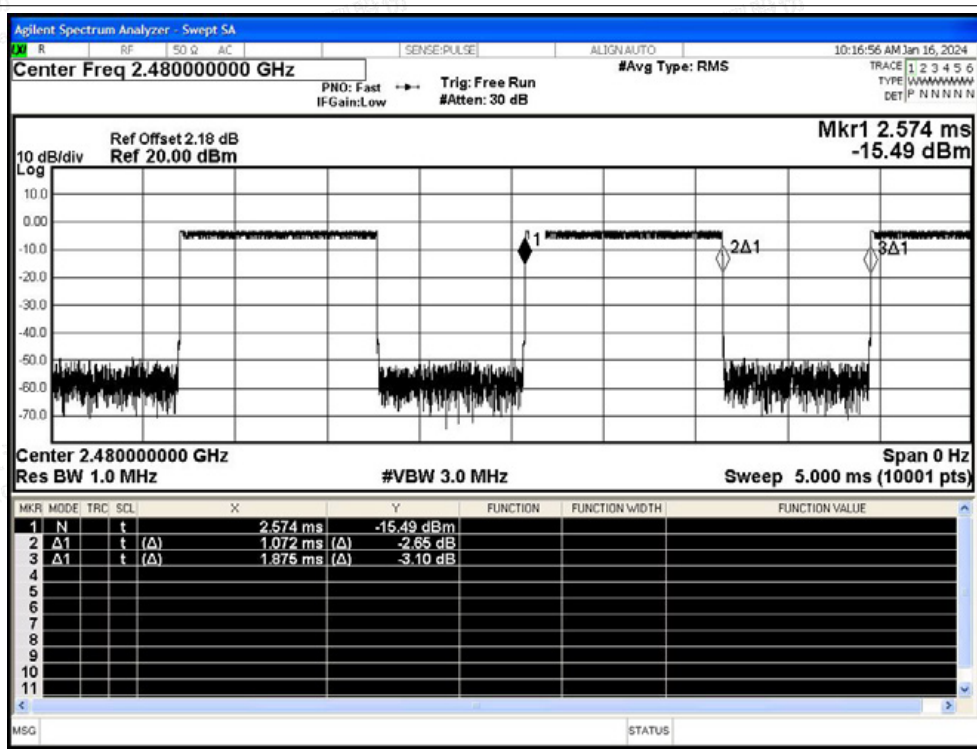 Agilent Spectrum Analyzer - Swept SA
R RF 50 Ω AC SENSE:PULSE ALIGN AUTO 10:16:56 AM Jan 16, 2024
Center Freq 2.480000000 GHz #Avg Type: RMS TRACE 1 2 3 4 5 6
PNO: Fast Trig: Free Run TYPE WWWWWW
IFGain:Low #Atten: 30 dB DET P N N N N N
Mkr1 2.574 ms
Ref Offset 2.18 dB
10 dB/div Ref 20.00 dBm -15.49 dBm
Log
10.0
0.00
1 2Δ1 3Δ1
-10.0
-20.0
-30.0
-40.0
-50.0
-60.0
-70.0
Center 2.480000000 GHz Span 0 Hz
Res BW 1.0 MHz #VBW 3.0 MHz Sweep 5.000 ms (10001 pts)
MKR MODE TRC SCL X Y FUNCTION FUNCTION WIDTH FUNCTION VALUE
1 N t 2.574 ms -15.49 dBm
2 Δ1 t (Δ) 1.072 ms (Δ) -2.65 dB
3 Δ1 t (Δ) 1.875 ms (Δ) -3.10 dB
4
5
6
7
8
9
10
11
MSG STATUS